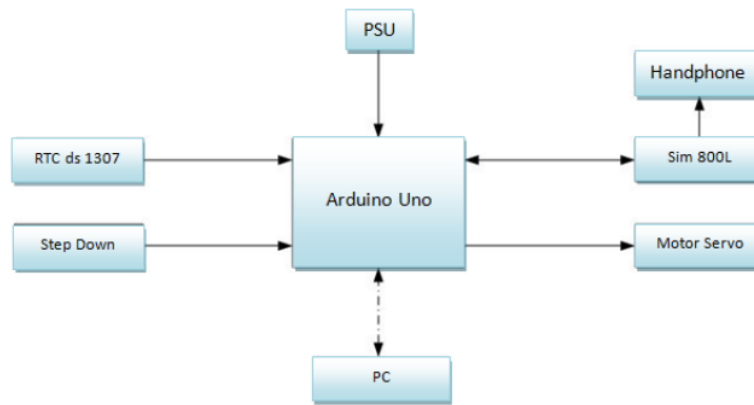 PSU
Handphone
RTC ds 1307
Arduino Uno
Sim 800L
Step Down
Motor Servo
PC